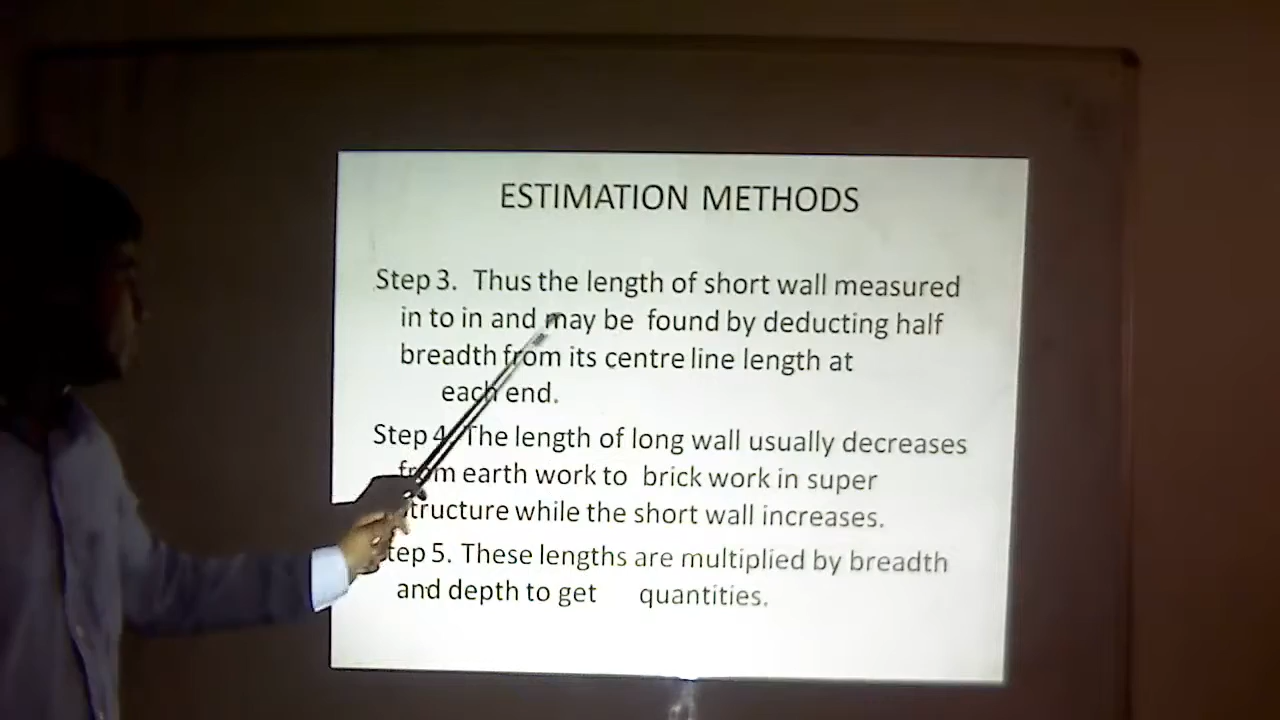 ESTIMATION METHODS
Step 3. Thus the length of short wall measured
in to in and may be found by deducting half
breadth from its centre line length at
each end.
Step 4. The length of long wall usually decreases
from earth work to brick work in super
structure while the short wall increases.
Step 5. These lengths are multiplied by breadth
and depth to get quantities.